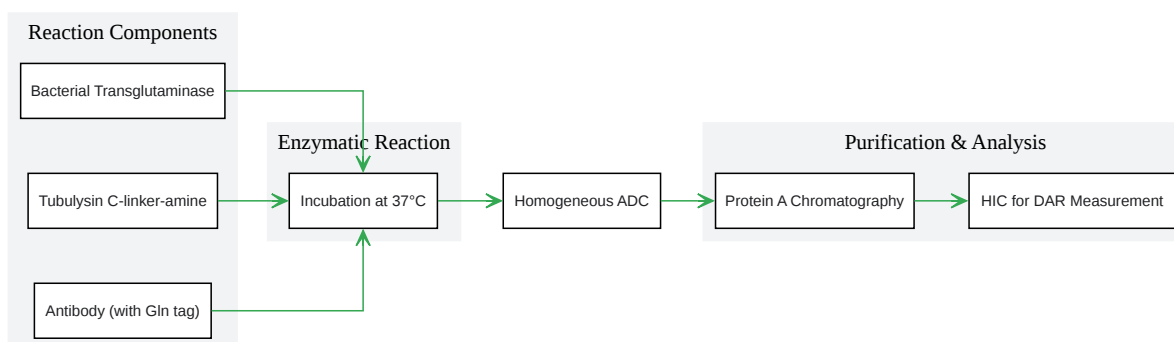 Reaction Components
Bacterial Transglutaminase
Tubulysin C-linker-amine
Antibody (with Gln tag)
Enzymatic Reaction
Incubation at 37°C
Homogeneous ADC
Purification & Analysis
Protein A Chromatography
HIC for DAR Measurement